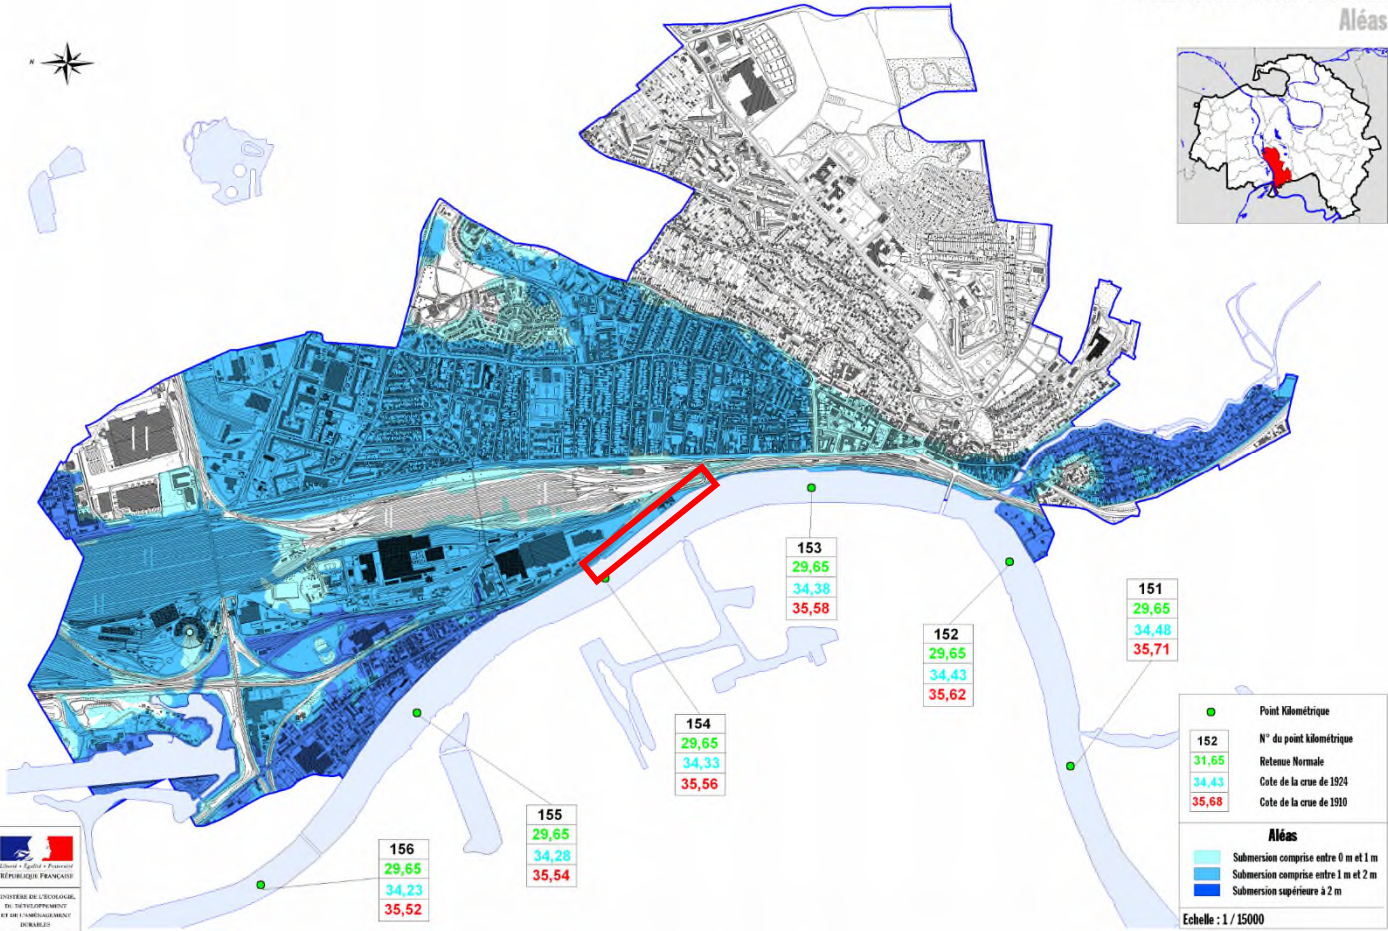 Aléas
N
153
29,65
34,38
35,58
151
29,65
34,48
35,71
152
29,65
34,43
35,62
154
29,65
34,33
35,56
155
29,65
34,28
35,54
156
29,65
34,23
35,52
Point Kilométrique
152 N° du point kilométrique
31,65 Retenue Normale
34,43 Cote de la crue de 1924
35,68 Cote de la crue de 1910
Aléas
Submersion comprise entre 0 m et 1 m
Submersion comprise entre 1 m et 2 m
Submersion supérieure à 2 m
Echelle : 1 / 15000
Liberté • Égalité • Fraternité
RÉPUBLIQUE FRANÇAISE
INISTÈRE DE L'ÉCOLOGIE,
DU DÉVELOPPEMENT
ET DE L'AMÉNAGEMENT
DURABLES